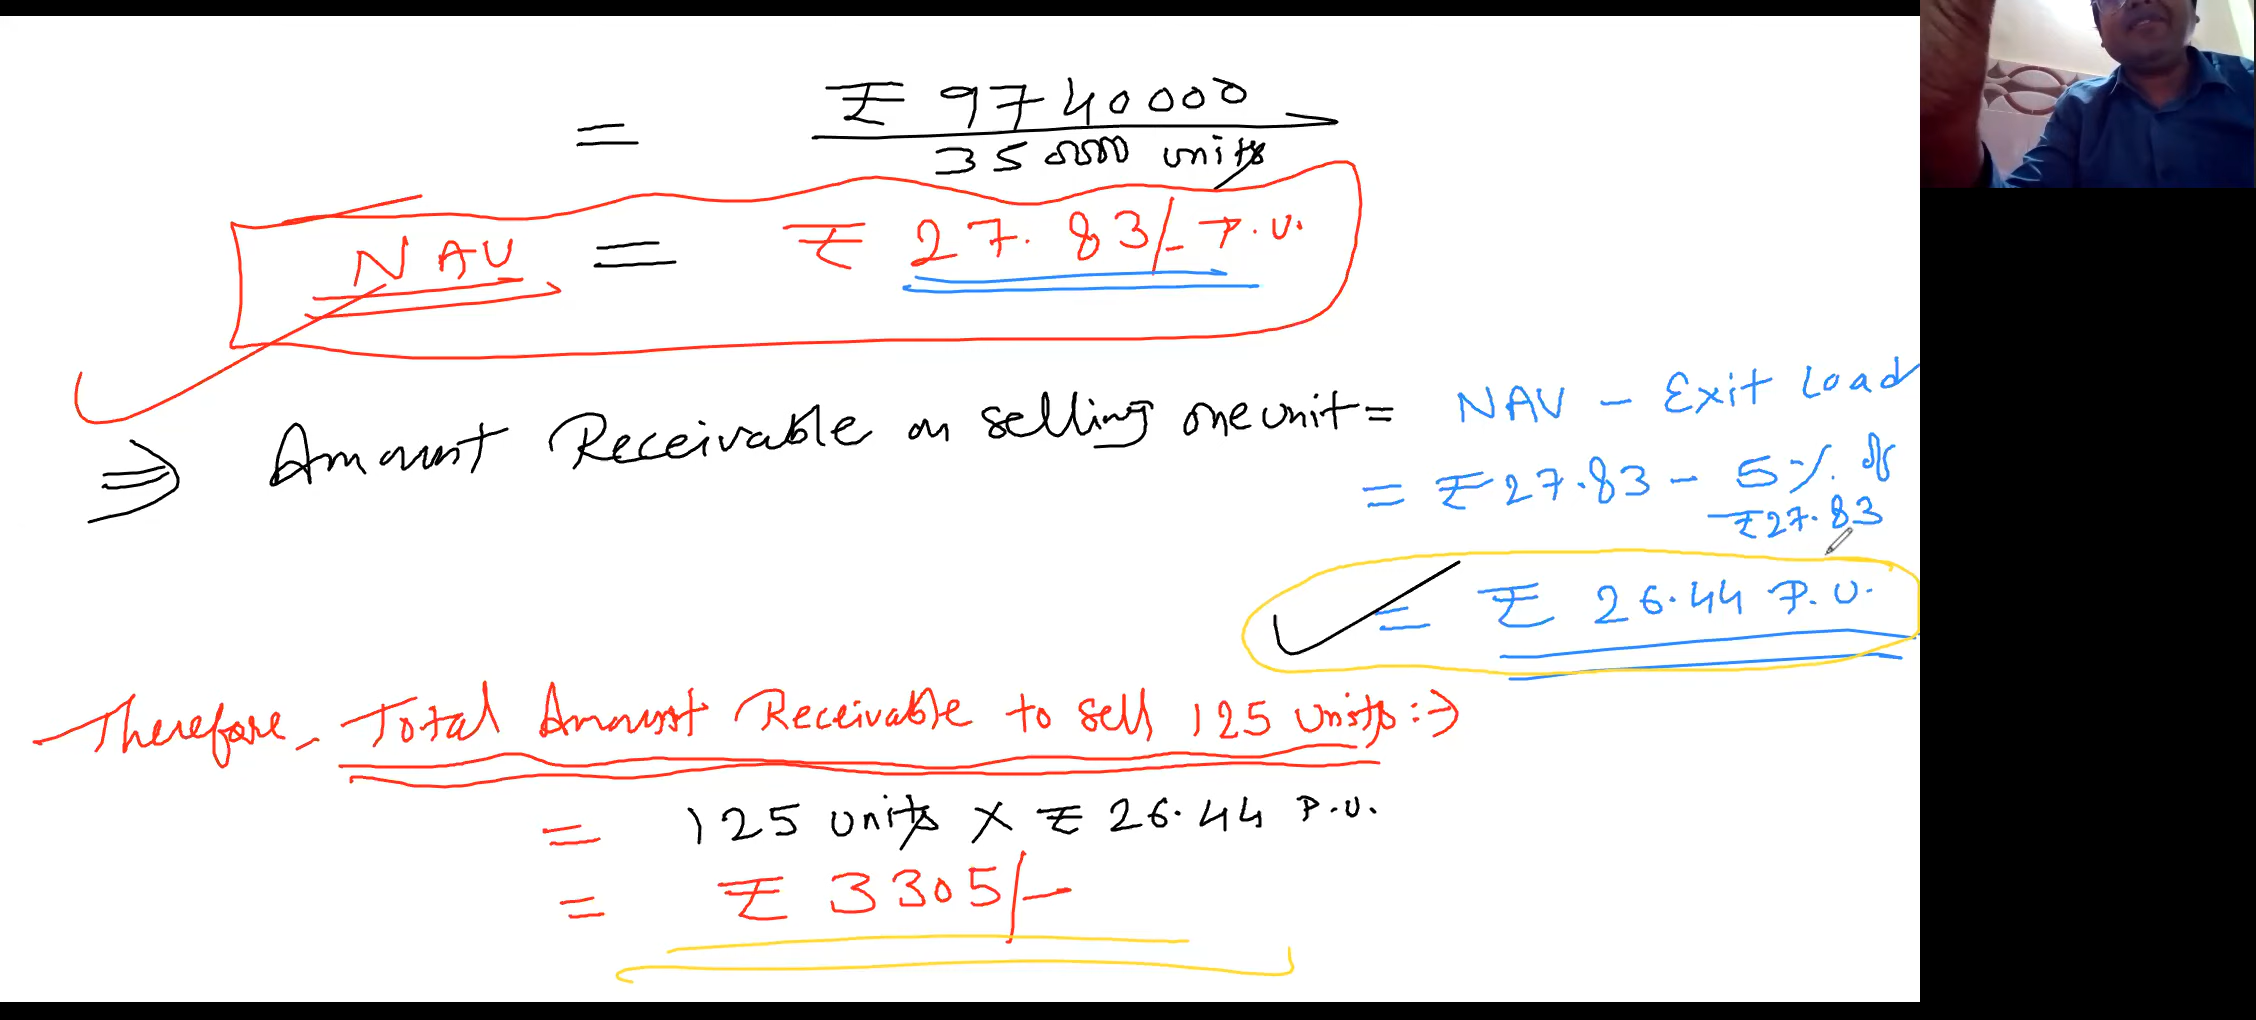 = ₹ 9740000
350000 units
NAV = ₹ 27.83/- P.U.
⇒ Amount Receivable on selling one unit = NAV - Exit Load
= ₹27.83 - 5% of
₹27.83
= ₹ 26.44 P.U.
Therefore, Total Amount Receivable to sell 125 units :→
= 125 units × ₹ 26.44 P.U.
= ₹ 3305/-